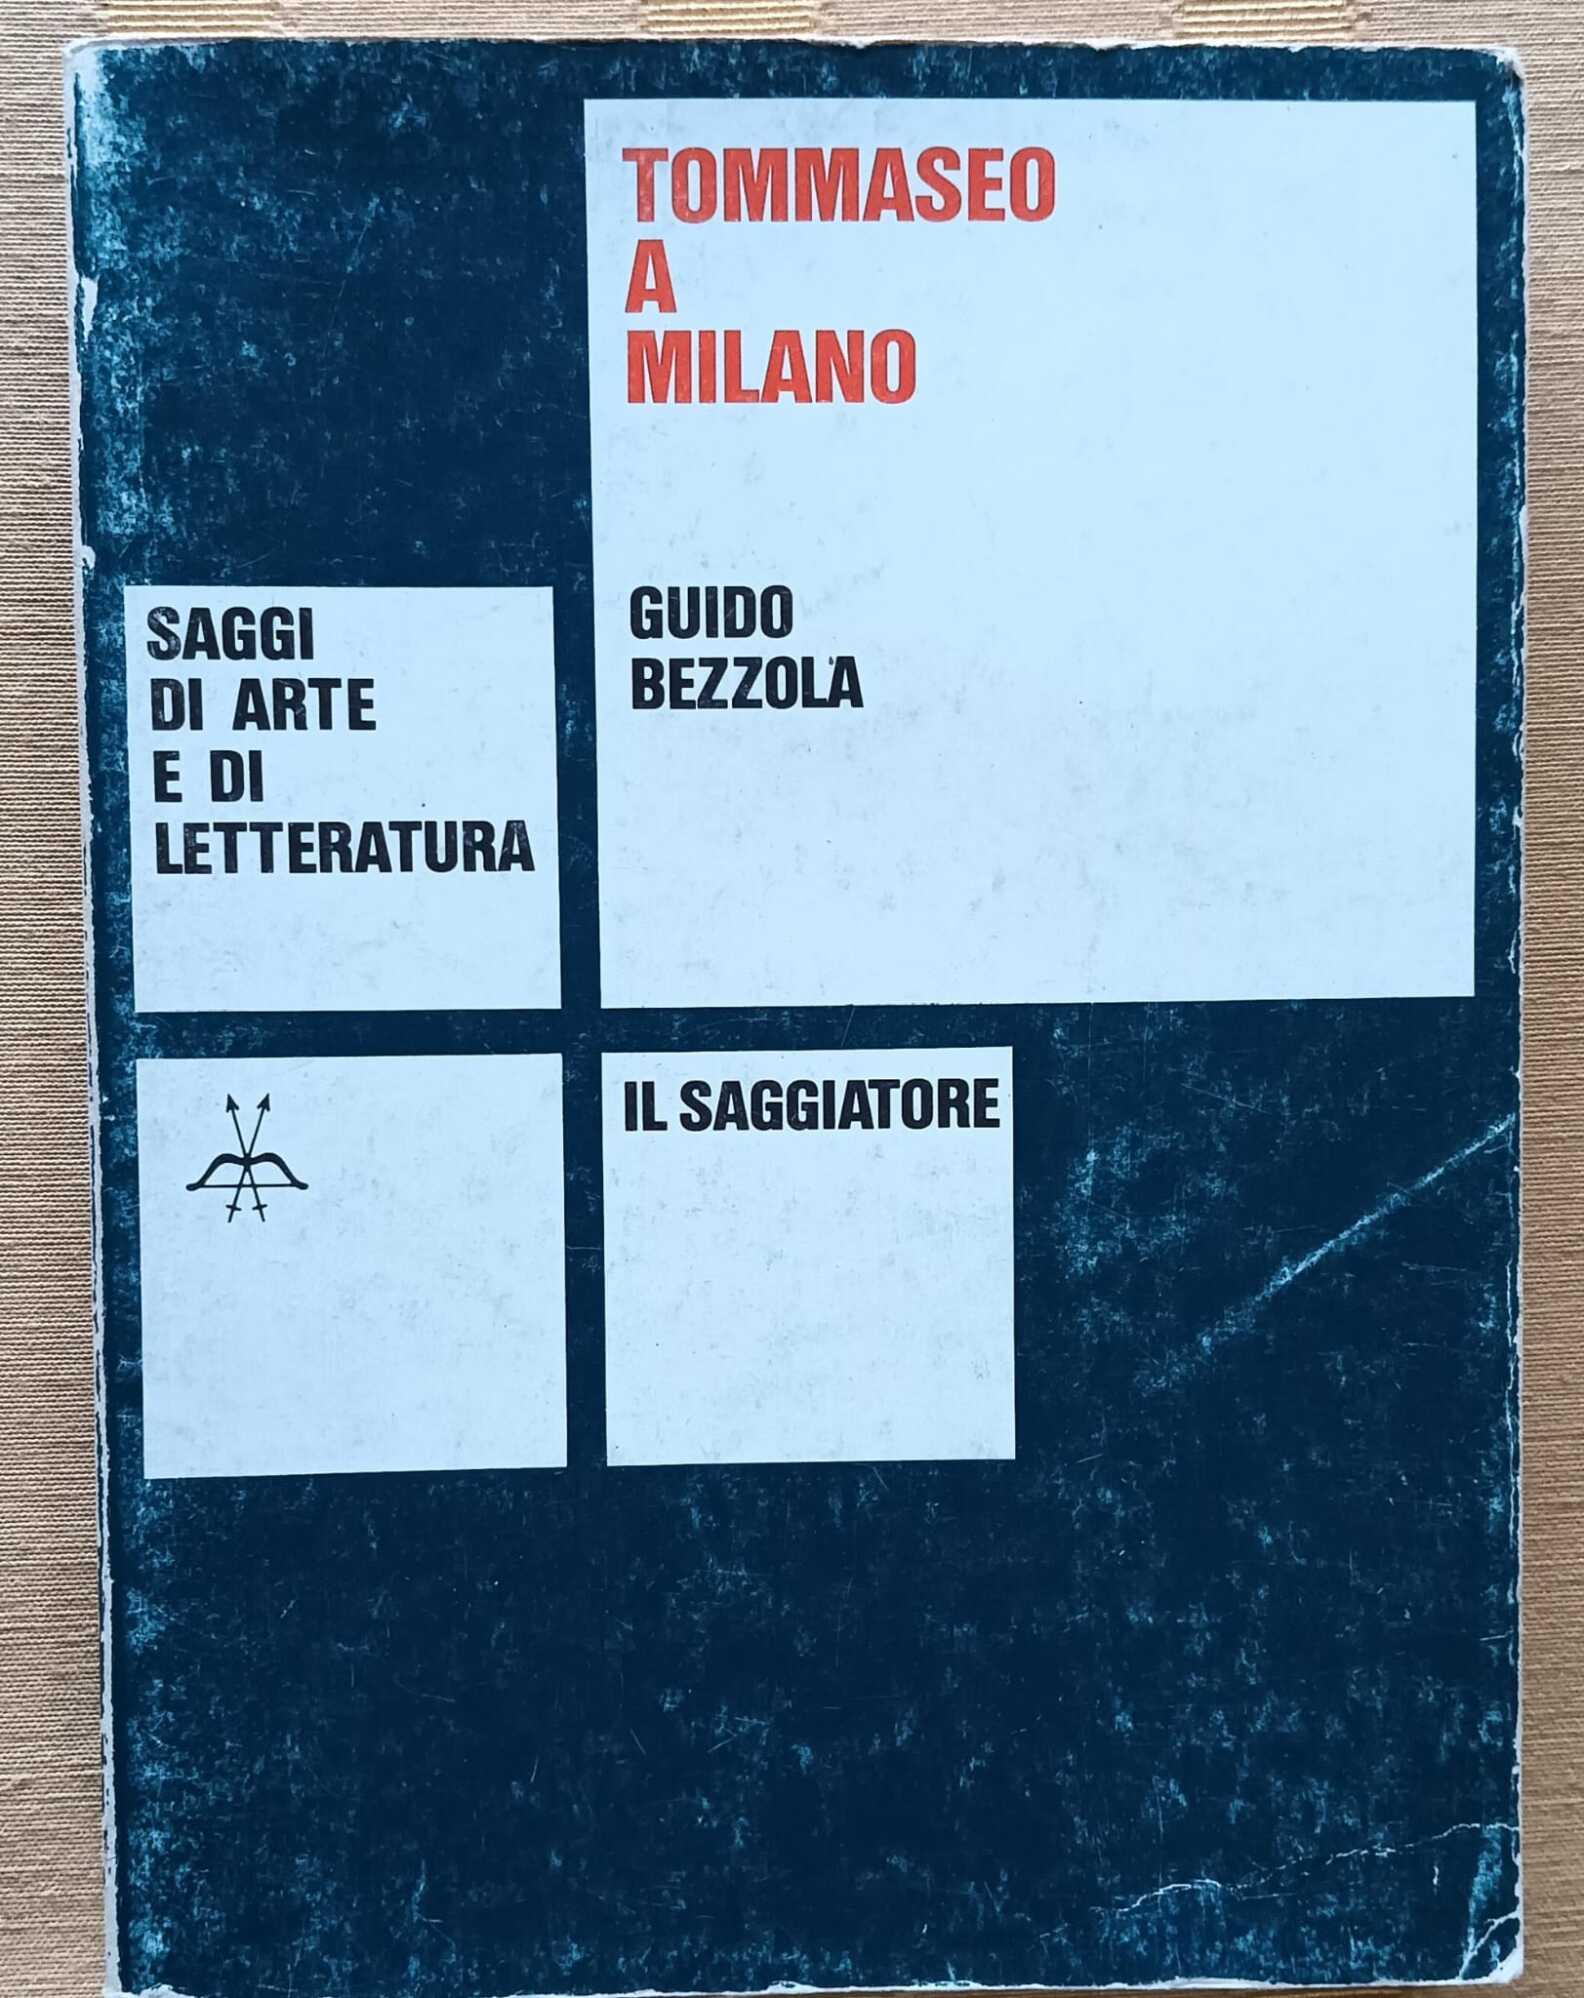 TOMMASEO
A
MILANO
GUIDO
BEZZOLA
SAGGI
DI ARTE
E DI
LETTERATURA
IL SAGGIATORE